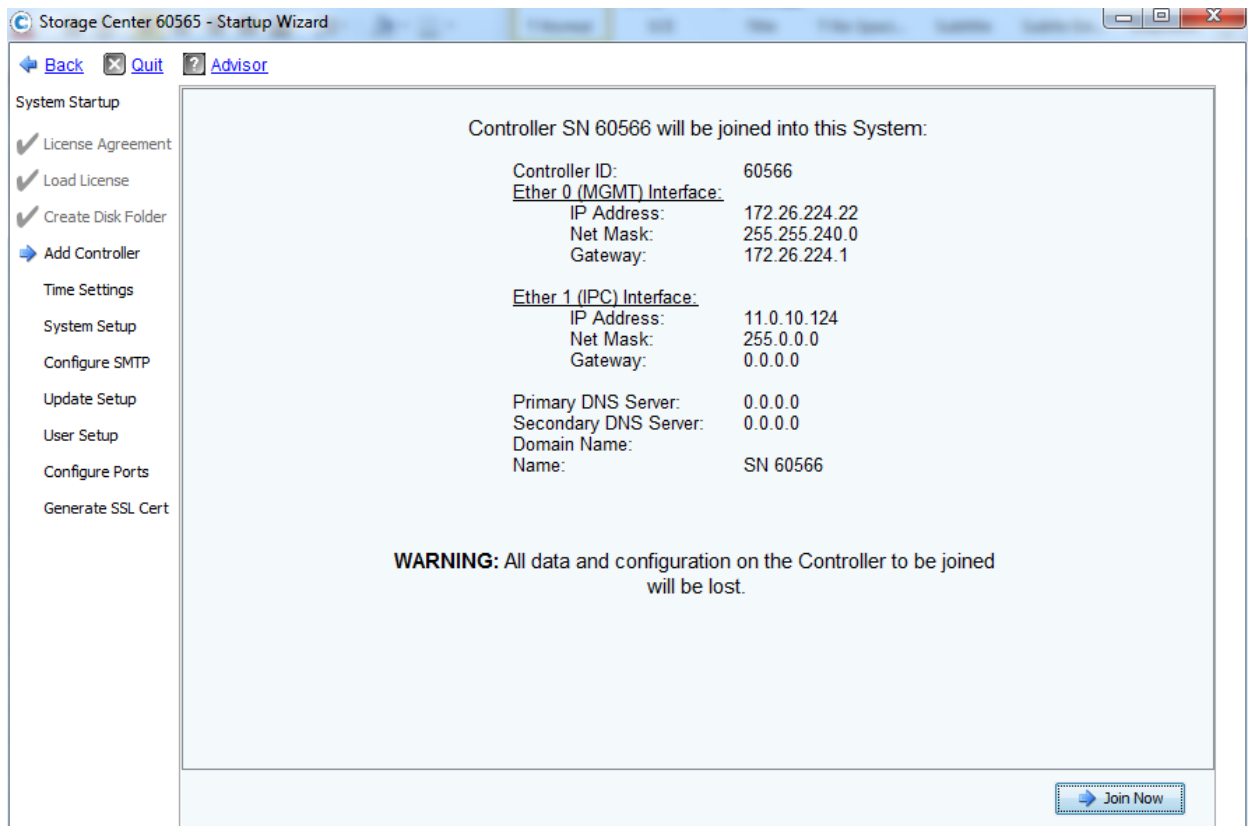 Storage Center 60565 - Startup Wizard
Back Quit Advisor
System Startup
License Agreement
Load License
Create Disk Folder
Add Controller
Time Settings
System Setup
Configure SMTP
Update Setup
User Setup
Configure Ports
Generate SSL Cert
Controller SN 60566 will be joined into this System:
Controller ID: 60566
Ether 0 (MGMT) Interface:
IP Address: 172.26.224.22
Net Mask: 255.255.240.0
Gateway: 172.26.224.1
Ether 1 (IPC) Interface:
IP Address: 11.0.10.124
Net Mask: 255.0.0.0
Gateway: 0.0.0.0
Primary DNS Server: 0.0.0.0
Secondary DNS Server: 0.0.0.0
Domain Name:
Name: SN 60566
WARNING: All data and configuration on the Controller to be joined
will be lost.
Join Now